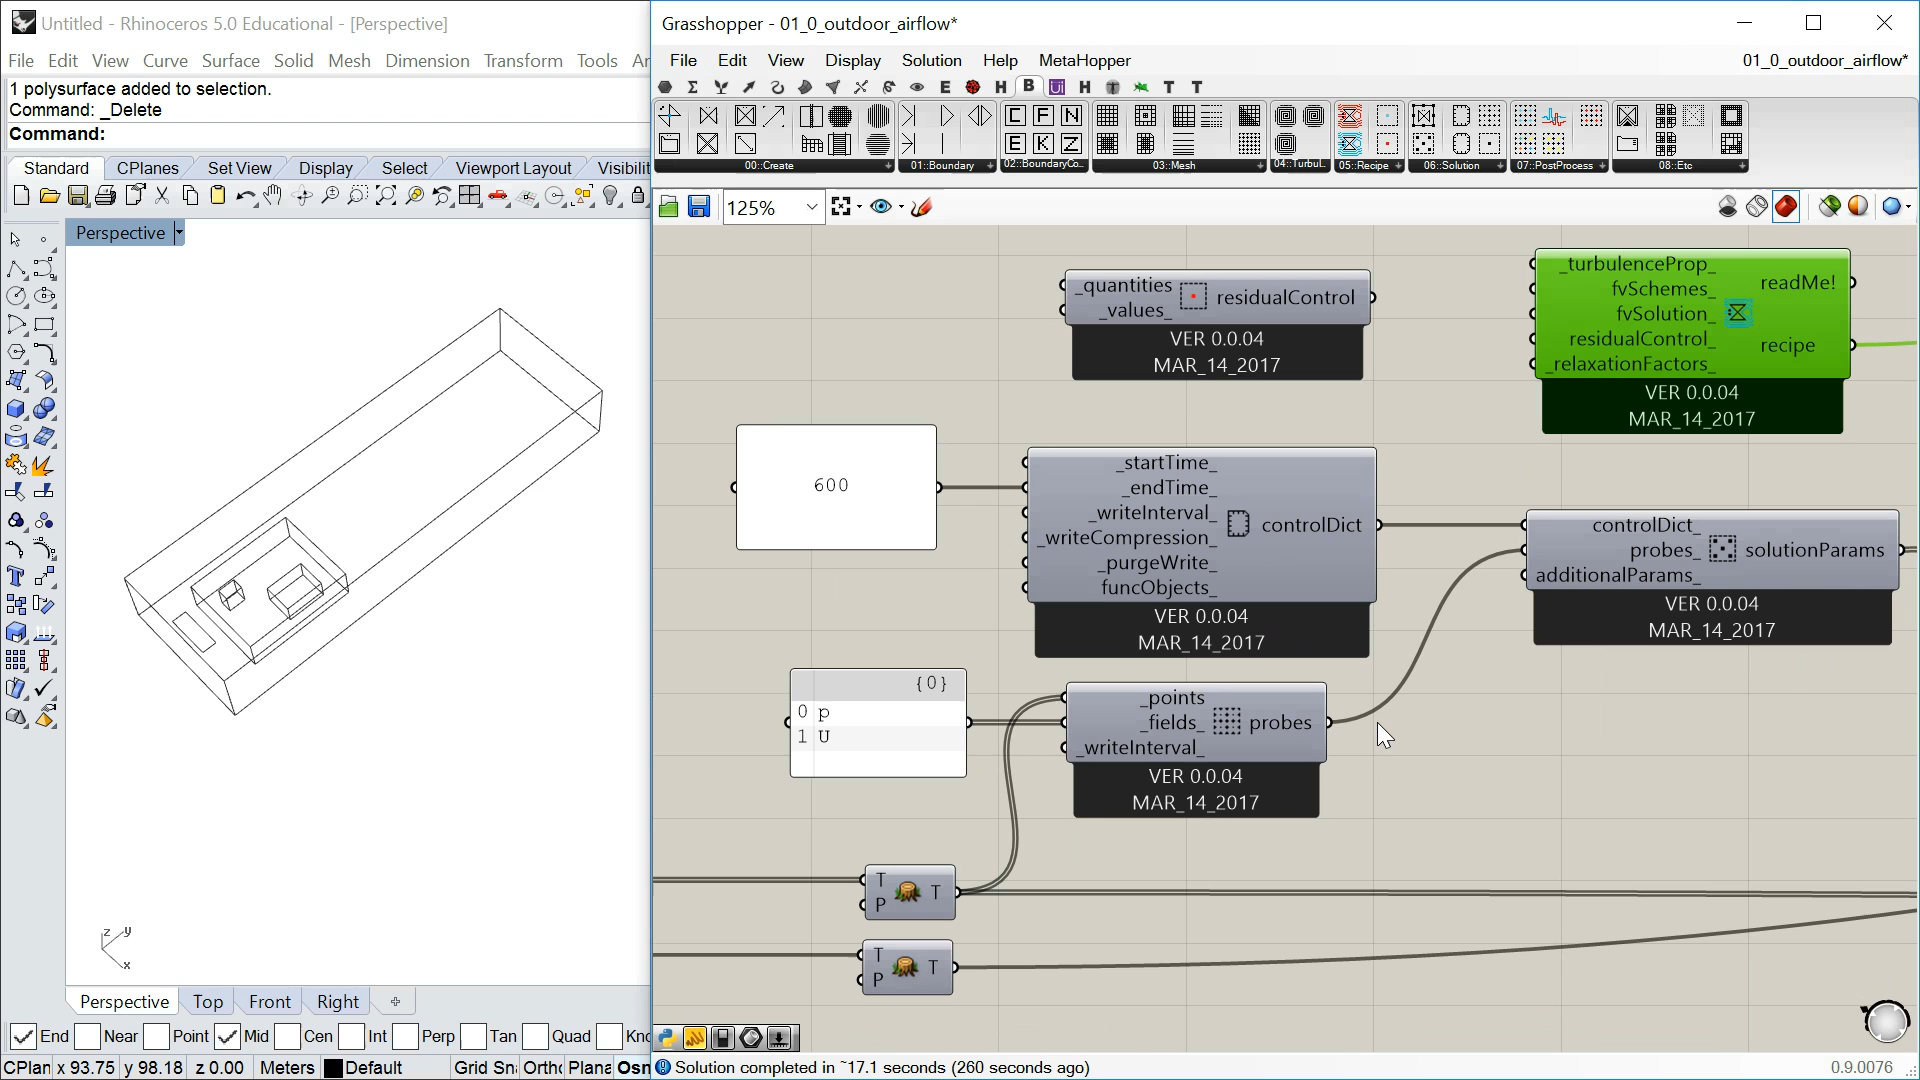 Untitled - Rhinoceros 5.0 Educational - [Perspective]
File Edit View Curve Surface Solid Mesh Dimension Transform Tools
1 polysurface added to selection.
Command: _Delete
Command:
Standard CPlanes Set View Display Select Viewport Layout
Perspective
z y
x
Perspective Top Front Right
End Near Point Mid Cen Int Perp Tan Quad
x 93.75 y 98.18 z 0.00 Meters Default Grid
Grasshopper - 01_0_outdoor_airflow*
File Edit View Display Solution Help MetaHopper 01_0_outdoor_airflow*
E H B Ui H T T
C F N
E K Z
00::Create 01::Boundary 02::BoundaryCo... 03::Mesh 04::Turbul... 05::Recipe 06::Solution 07::PostProcess 08::Etc
125%
_quantities
_values_
residualControl
VER 0.0.04
MAR_14_2017
_turbulenceProp_
fvSchemes_
fvSolution_
residualControl_
_relaxationFactors_
readMe!
recipe
VER 0.0.04
MAR_14_2017
600
_startTime_
_endTime_
_writeInterval_
_writeCompression_
_purgeWrite_
funcObjects_
controlDict
VER 0.0.04
MAR_14_2017
controlDict_
probes_
additionalParams_
solutionParams
VER 0.0.04
MAR_14_2017
{0}
0 p
1 U
_points
_fields_
_writeInterval_
probes
VER 0.0.04
MAR_14_2017
T
P
T
T
P
T
Solution completed in ~17.1 seconds (260 seconds ago) 0.9.0076